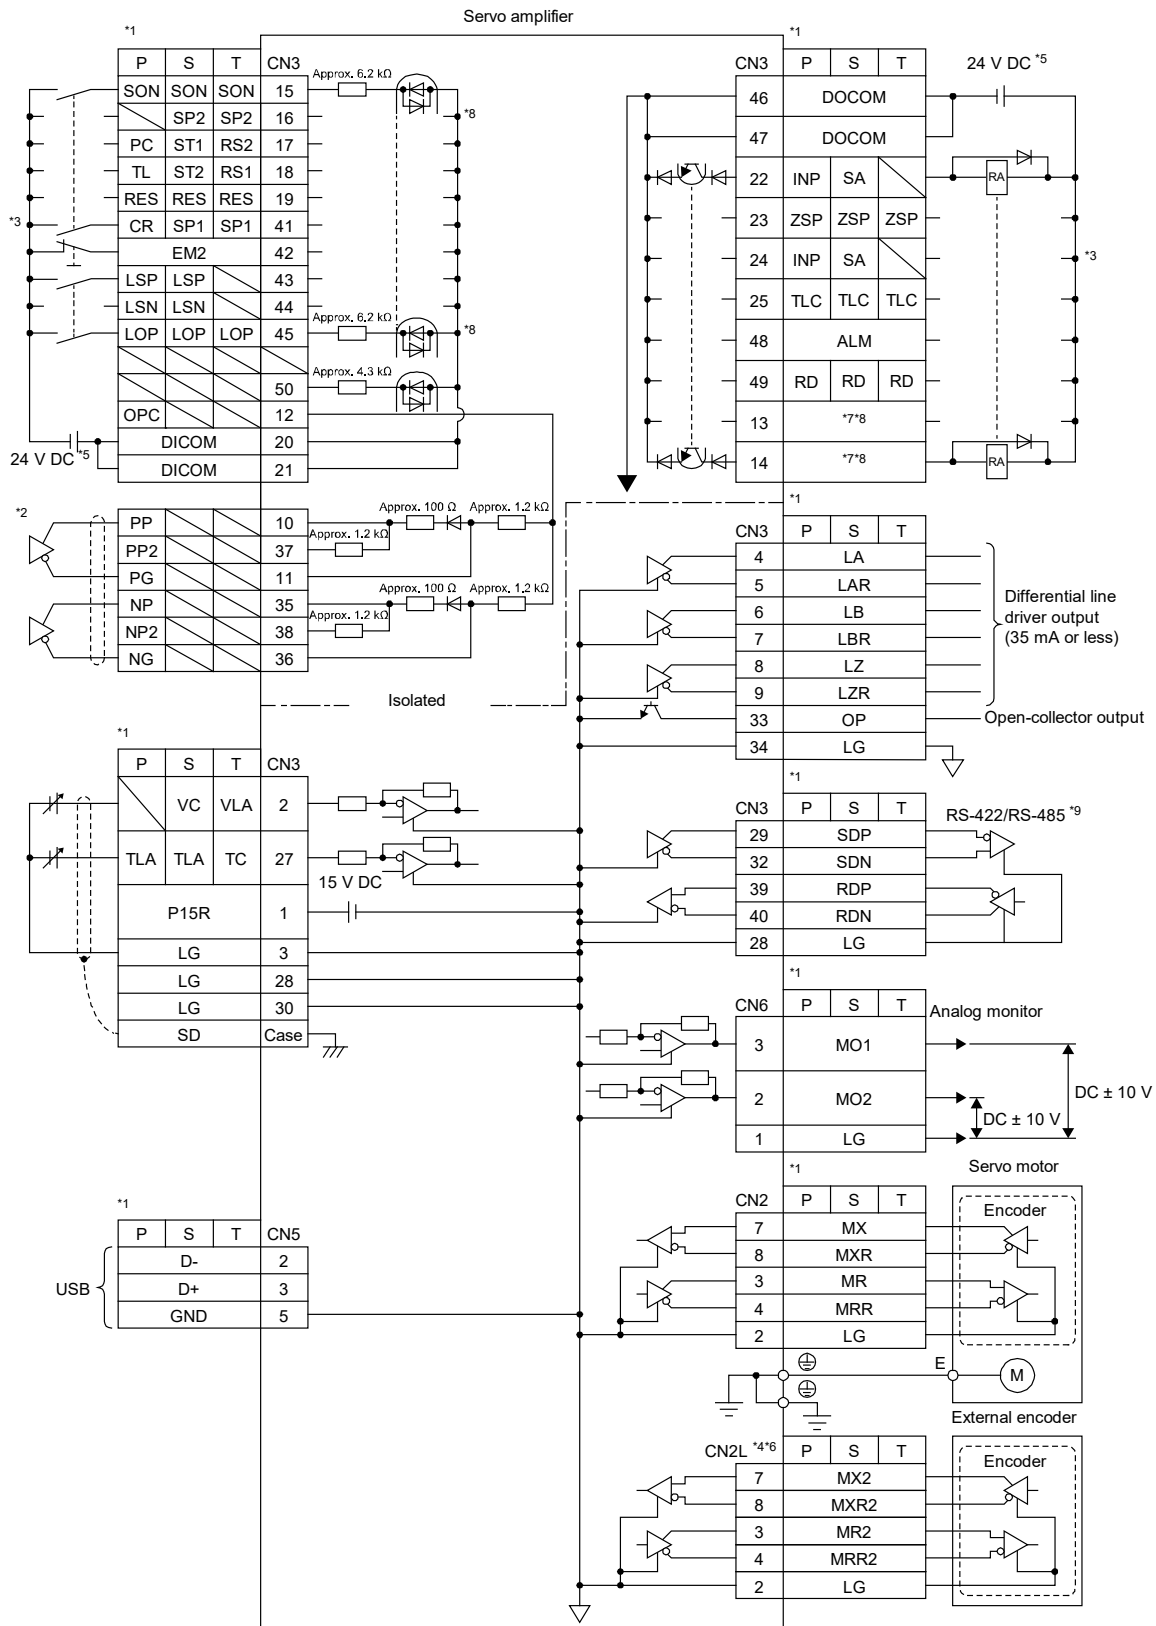 Servo amplifier
*1
P S T CN3
SON SON SON 15 Approx. 6.2 kΩ
SP2 SP2 16 *8
PC ST1 RS2 17
TL ST2 RS1 18
RES RES RES 19
*3 CR SP1 SP1 41
EM2 42
LSP LSP 43
LSN LSN 44
LOP LOP LOP 45 Approx. 6.2 kΩ *8
50 Approx. 4.3 kΩ
OPC 12
24 V DC *5 DICOM 20
DICOM 21
*2 PP 10 Approx. 100 Ω Approx. 1.2 kΩ
PP2 37 Approx. 1.2 kΩ
PG 11
NP 35 Approx. 100 Ω Approx. 1.2 kΩ
NP2 38 Approx. 1.2 kΩ
NG 36
Isolated
*1
P S T CN3
VC VLA 2
TLA TLA TC 27
15 V DC
P15R 1
LG 3
LG 28
LG 30
SD Case
*1
P S T CN5
D- 2
USB D+ 3
GND 5
*1
CN3 P S T 24 V DC *5
46 DOCOM
47 DOCOM
22 INP SA RA
23 ZSP ZSP ZSP
24 INP SA *3
25 TLC TLC TLC
48 ALM
49 RD RD RD
13 *7*8
14 *7*8 RA
*1
CN3 P S T
4 LA
5 LAR
6 LB
7 LBR
8 LZ
9 LZR
Differential line
driver output
(35 mA or less)
33 OP Open-collector output
34 LG
*1
CN3 P S T RS-422/RS-485 *9
29 SDP
32 SDN
39 RDP
40 RDN
28 LG
*1
CN6 P S T Analog monitor
3 MO1
2 MO2
DC ± 10 V
DC ± 10 V
1 LG
*1 Servo motor
CN2 P S T Encoder
7 MX
8 MXR
3 MR
4 MRR
2 LG
E M
External encoder
CN2L *4*6 P S T Encoder
7 MX2
8 MXR2
3 MR2
4 MRR2
2 LG